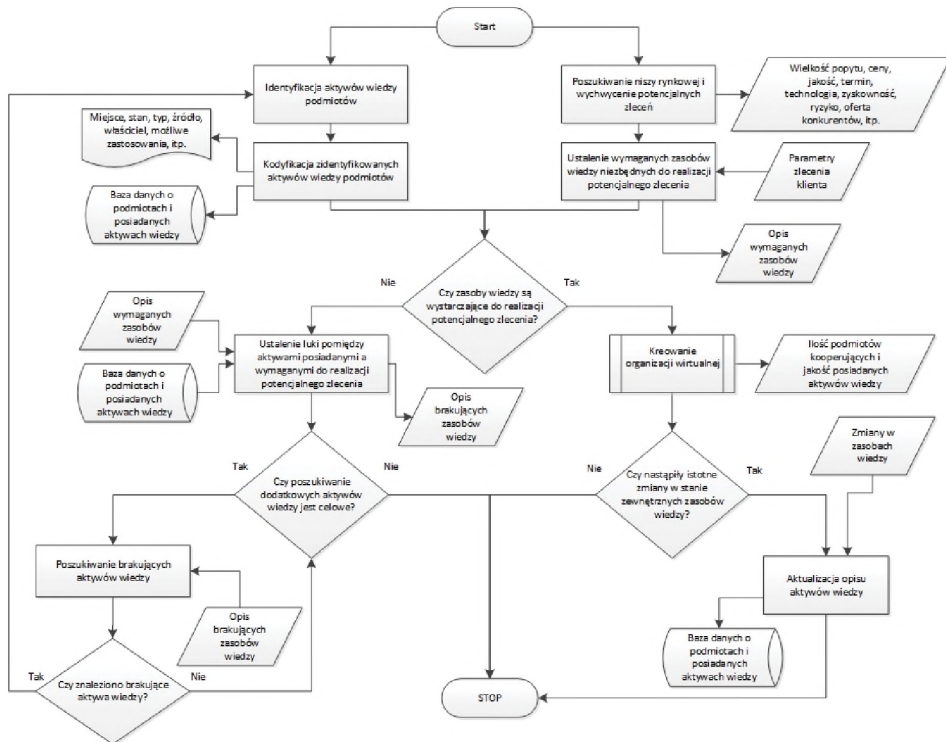 Start
Identyfikacja aktywów wiedzy
podmiotów
Poszukiwanie niszy rynkowej i
wychwycenie potencjalnych
zleceń
Wielkość popytu, ceny,
jakość, termin,
technologia, zyskowność,
ryzyko, oferta
konkurentów, itp.
Miejsce, stan, typ, źródło,
właściciel, możliwe
zastosowania, itp.
Kodyfikacja zidentyfikowanych
aktywów wiedzy podmiotów
Ustalenie wymaganych zasobów
wiedzy niezbędnych do realizacji
potencjalnego zlecenia
Parametry
zlecenia
klienta
Baza danych o
podmiotach i
posiadanych
aktywach wiedzy
Opis
wymaganych
zasobów
wiedzy
Nie
Tak
Czy zasoby wiedzy są
wystarczające do realizacji
potencjalnego zlecenia?
Opis
wymaganych
zasobów
wiedzy
Ustalenie luki pomiędzy
aktywami posiadanymi a
wymaganymi do realizacji
potencjalnego zlecenia
Kreowanie
organizacji wirtualnej
Ilość podmiotów
kooperujących i
jakość posiadanych
aktywów wiedzy
Baza danych o
podmiotach i
posiadanych
aktywach wiedzy
Opis
brakujących
zasobów
wiedzy
Zmiany w
zasobach
wiedzy
Tak
Nie
Czy poszukiwanie
dodatkowych aktywów
wiedzy jest celowe?
Nie
Tak
Czy nastąpiły istotne
zmiany w stanie
zewnętrznych zasobów
wiedzy?
Poszukiwanie brakujących
aktywów wiedzy
Aktualizacja opisu
aktywów wiedzy
Opis
brakujących
zasobów
wiedzy
Baza danych o
podmiotach i
posiadanych
aktywach wiedzy
Tak
Nie
Czy znaleziono brakujące
aktywa wiedzy?
STOP